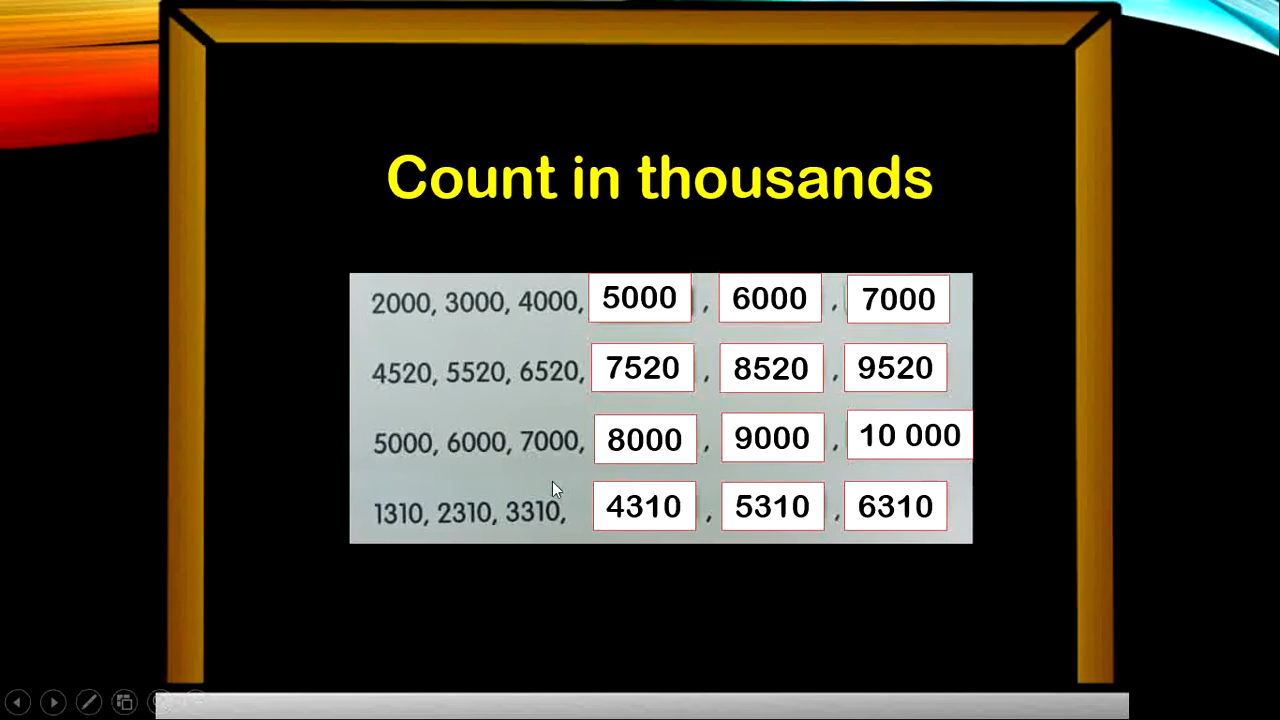 Count in thousands
2000, 3000, 4000, 5000 , 6000 , 7000
4520, 5520, 6520, 7520 , 8520 , 9520
5000, 6000, 7000, 8000 , 9000 , 10 000
1310, 2310, 3310, 4310 , 5310 , 6310